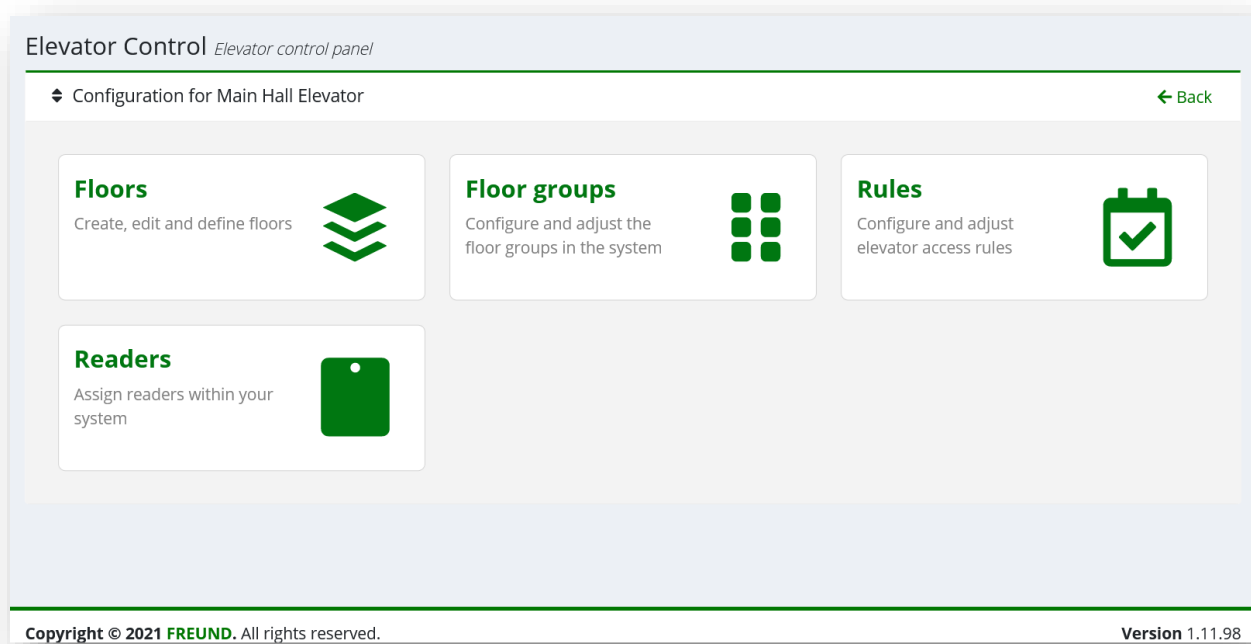 Elevator Control Elevator control panel
Configuration for Main Hall Elevator
Back
Floors
Create, edit and define floors
Floor groups
Configure and adjust the
floor groups in the system
Rules
Configure and adjust
elevator access rules
Readers
Assign readers within your
system
Copyright © 2021 FREUND. All rights reserved.
Version 1.11.98